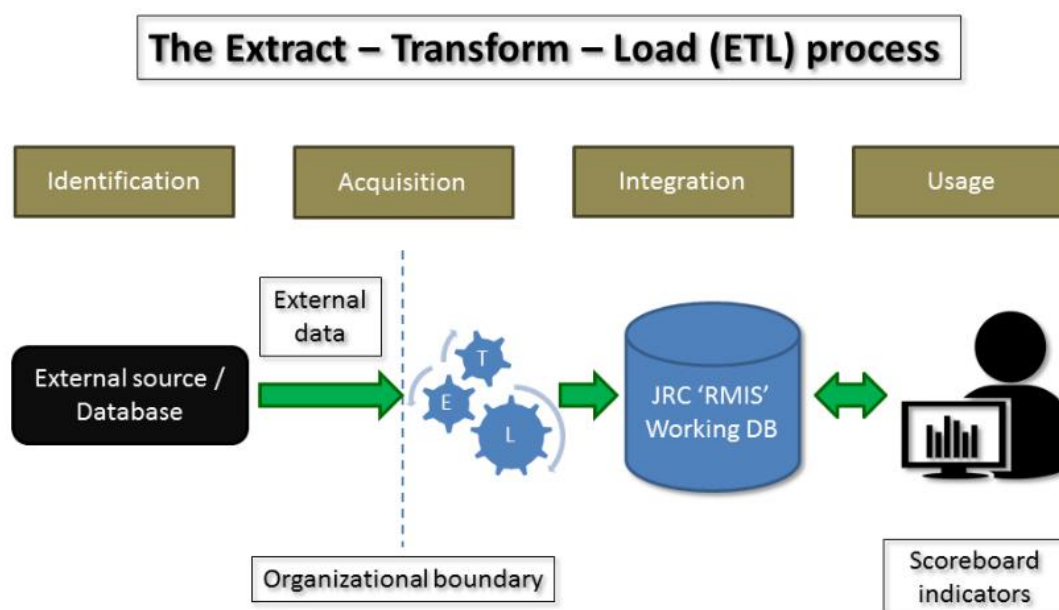 The Extract – Transform – Load (ETL) process
Identification
Acquisition
Integration
Usage
External
data
External source /
Database
T
E
L
JRC ‘RMIS’
Working DB
Organizational boundary
Scoreboard
indicators